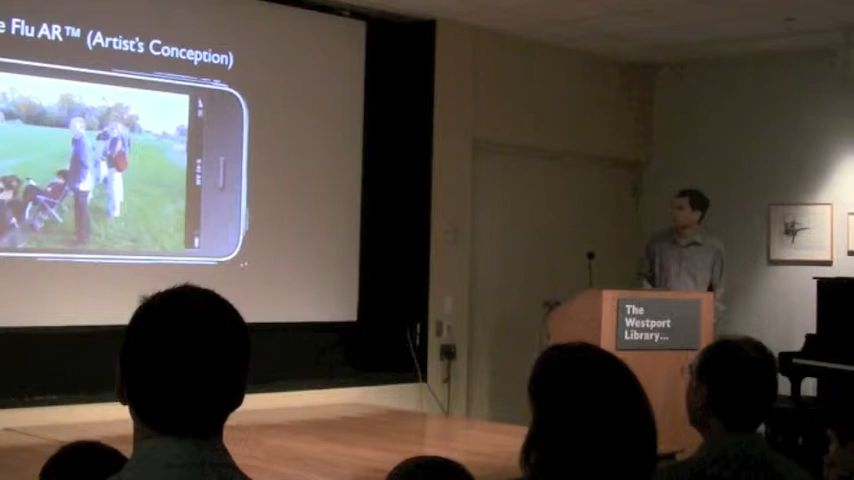 e Flu AR™ (Artist's Conception)
The
Westport
Library...